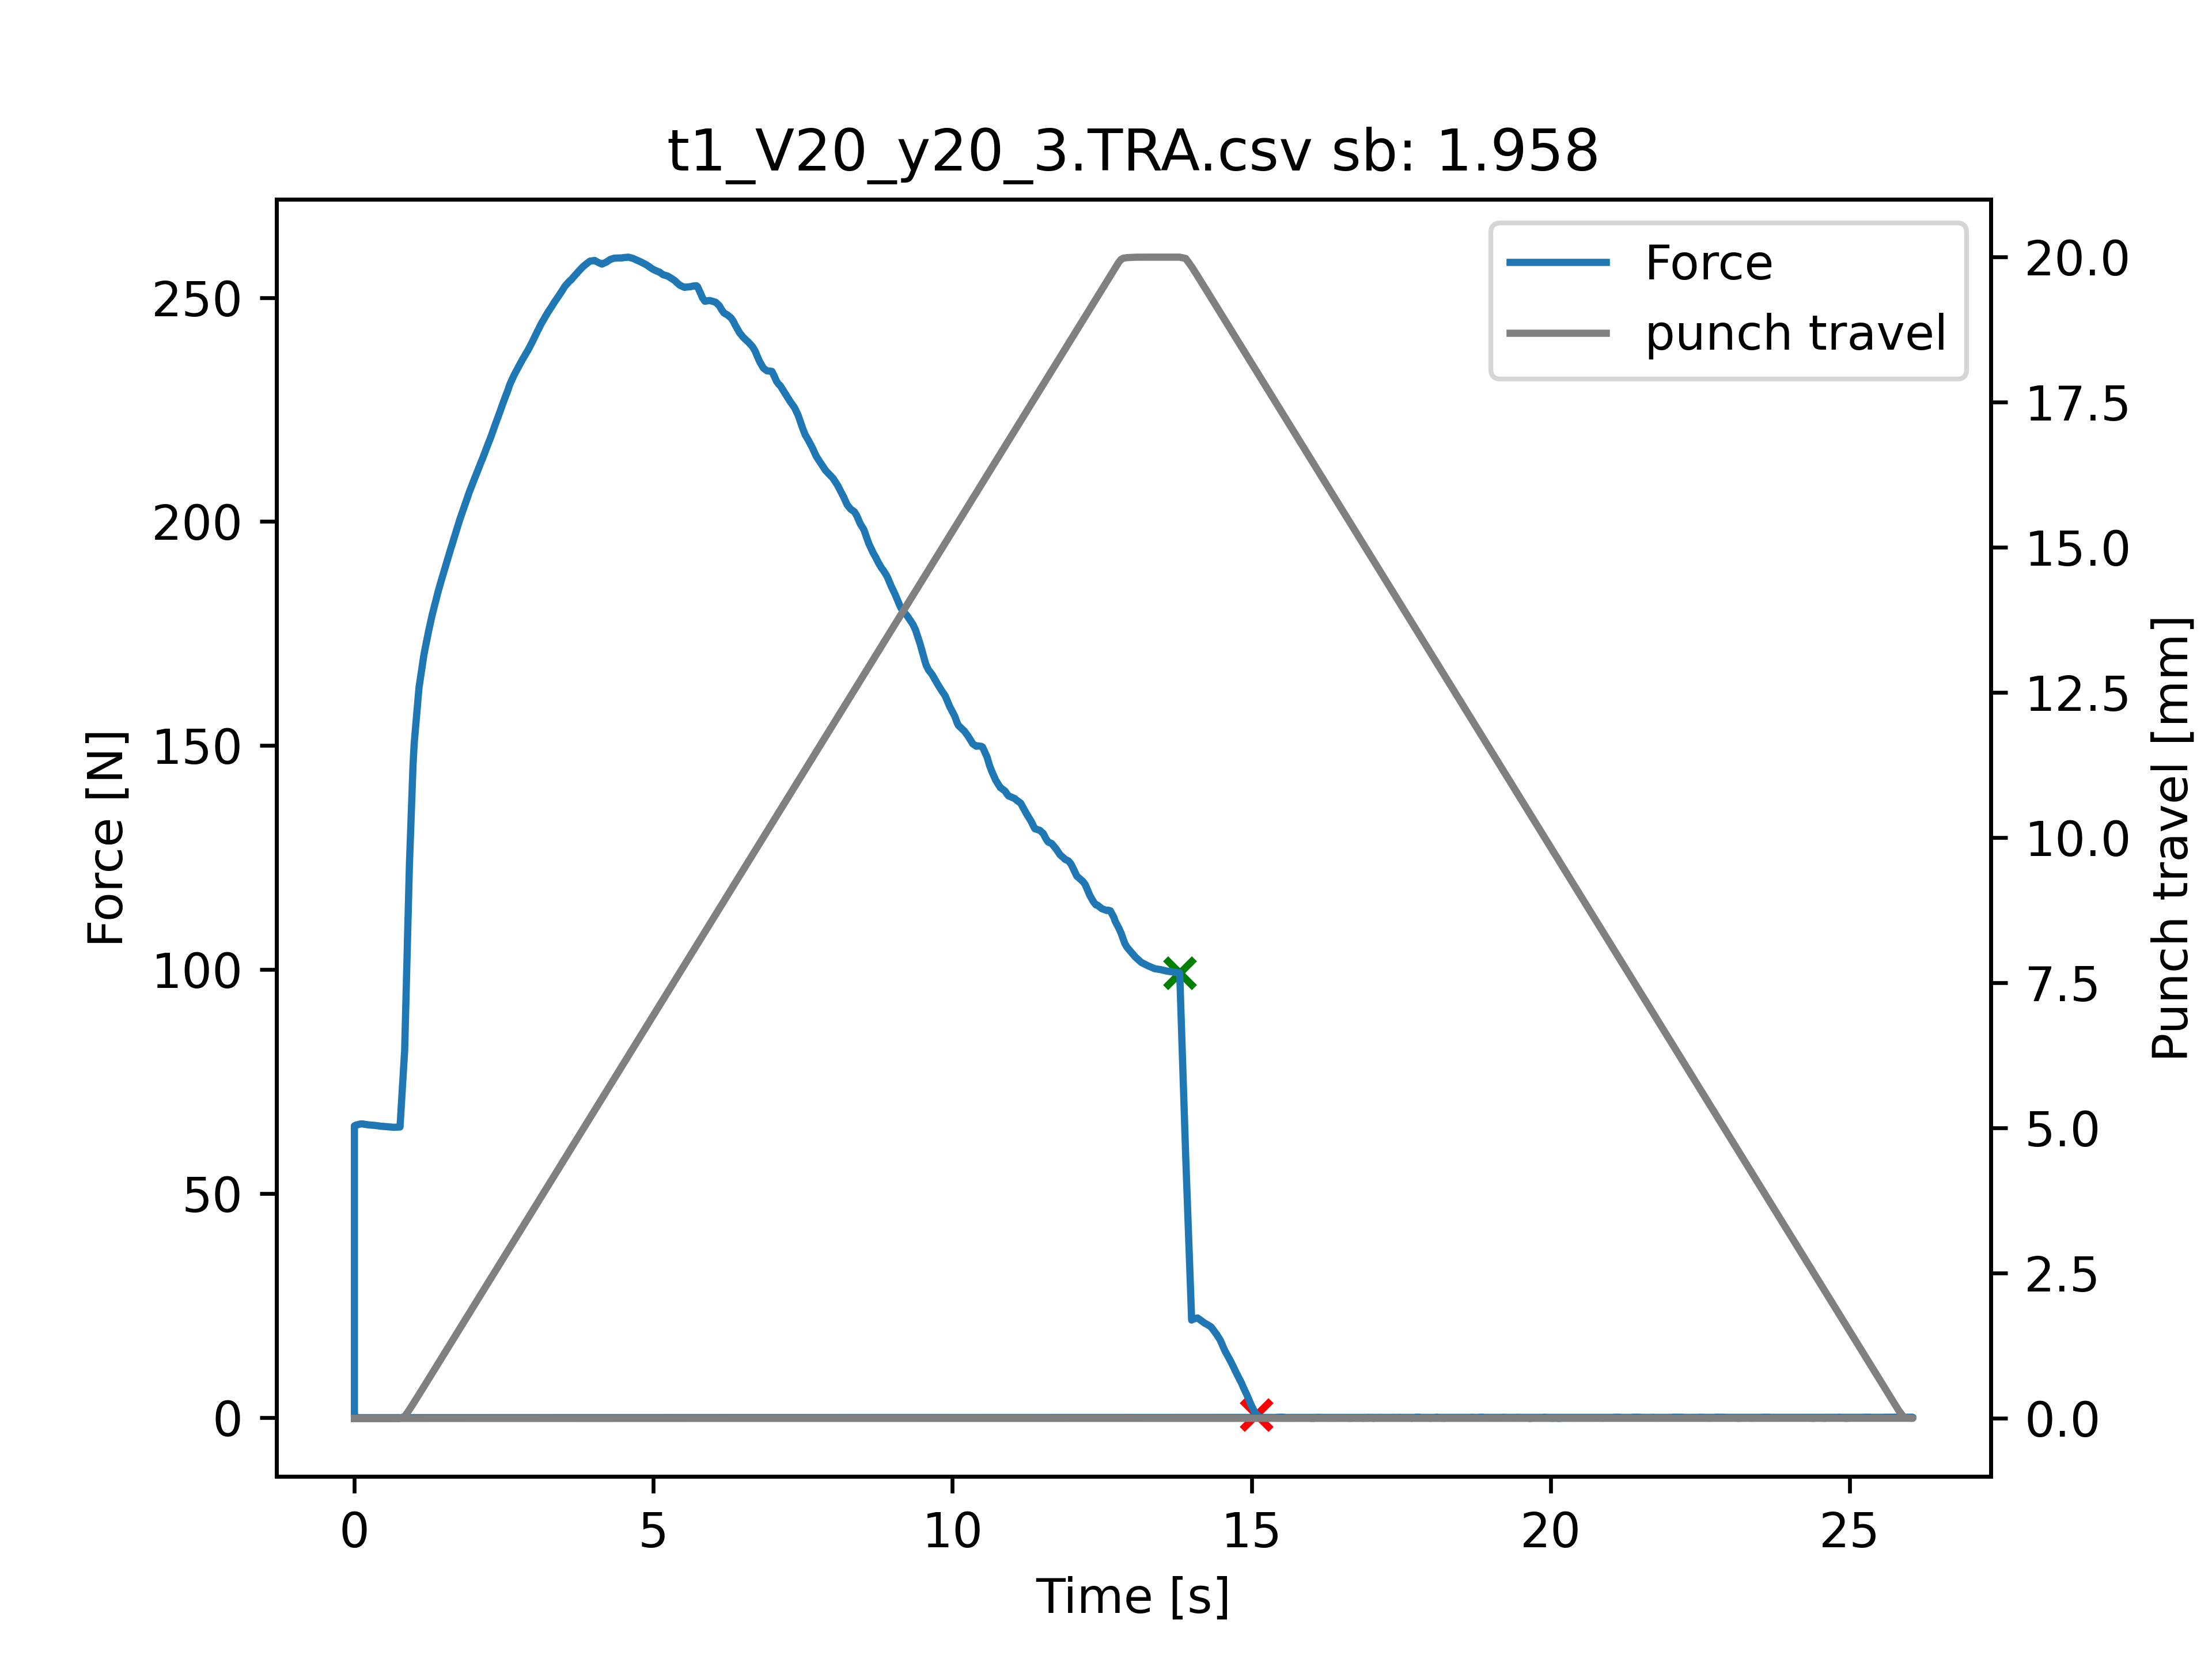 t1_V20_y20_3.TRA.csv sb: 1.958
Force
punch travel
Force [N]
250
200
150
100
50
0
20.0
17.5
15.0
12.5
10.0
7.5
5.0
2.5
0.0
Punch travel [mm]
0 5 10 15 20 25
Time [s]